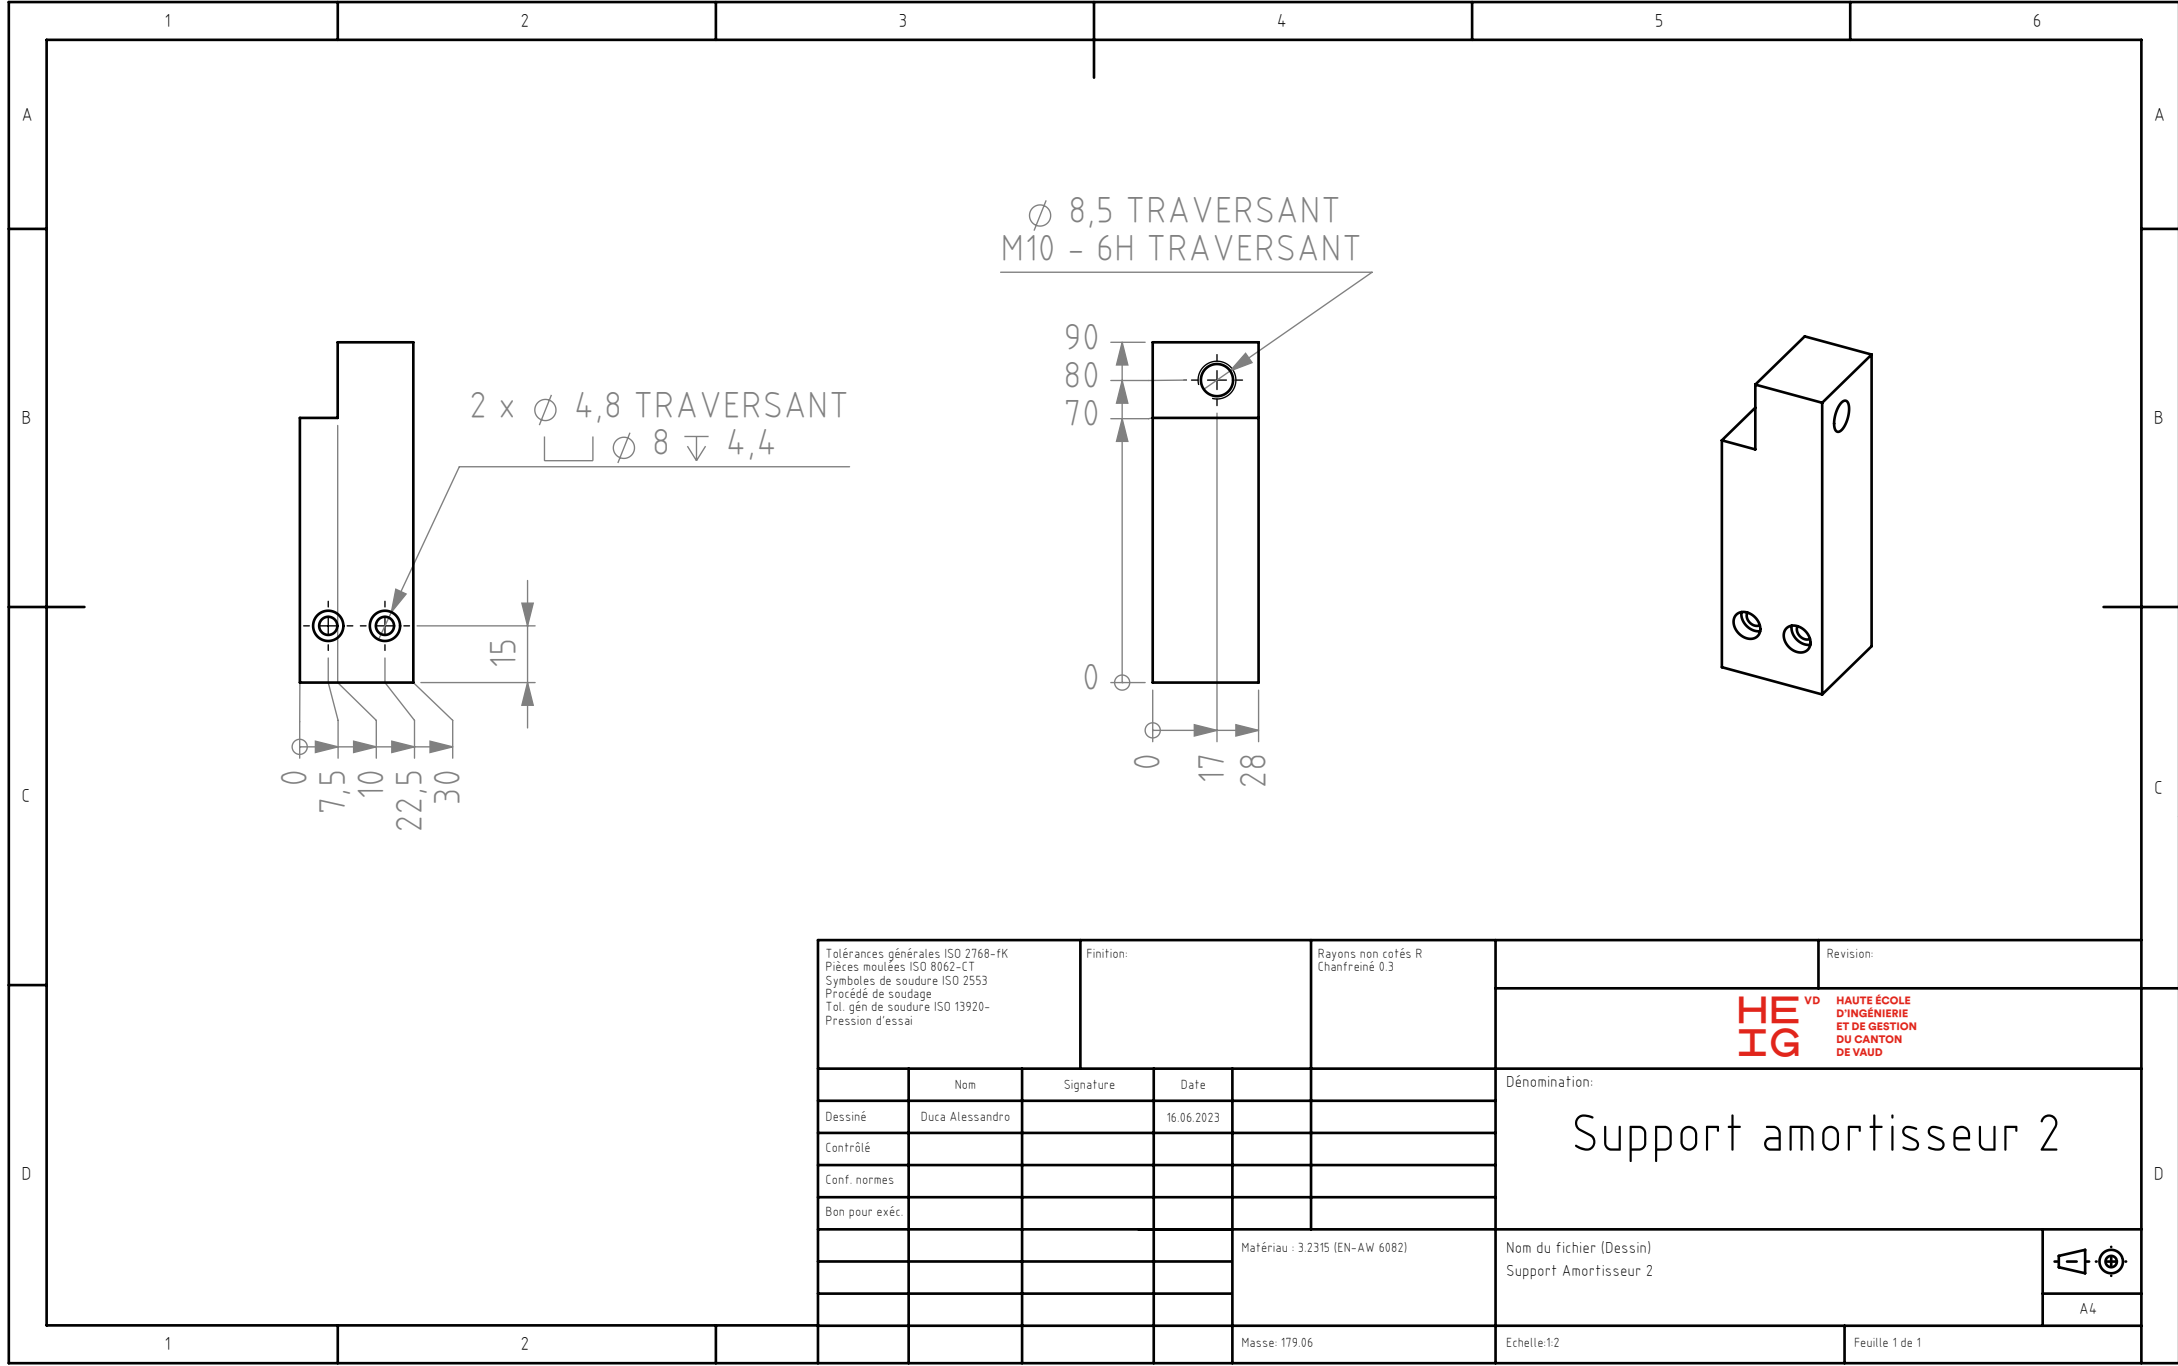 1 2 3 4 5 6
A A
B B
C C
D D
Ø 8,5 TRAVERSANT
M10 - 6H TRAVERSANT
2 x Ø 4,8 TRAVERSANT
⌴ Ø 8 ↧ 4,4
15
0
7,5
10
22,5
30
90
80
70
0
0
17
28
Tolérances générales ISO 2768-fK
Pièces moulées ISO 8062-CT
Symboles de soudure ISO 2553
Procédé de soudage
Tol. gén de soudure ISO 13920-
Pression d'essai
Finition:
Rayons non cotés R
Chanfreiné 0.3
Revision:
HE VD
IG
HAUTE ÉCOLE
D'INGÉNIERIE
ET DE GESTION
DU CANTON
DE VAUD
Nom Signature Date
Dessiné Duca Alessandro 16.06.2023
Contrôlé
Conf. normes
Bon pour exéc.
Dénomination:
Support amortisseur 2
Matériau : 3.2315 (EN-AW 6082)
Nom du fichier (Dessin)
Support Amortisseur 2
A4
Masse: 179.06
Echelle:1:2
Feuille 1 de 1
1 2